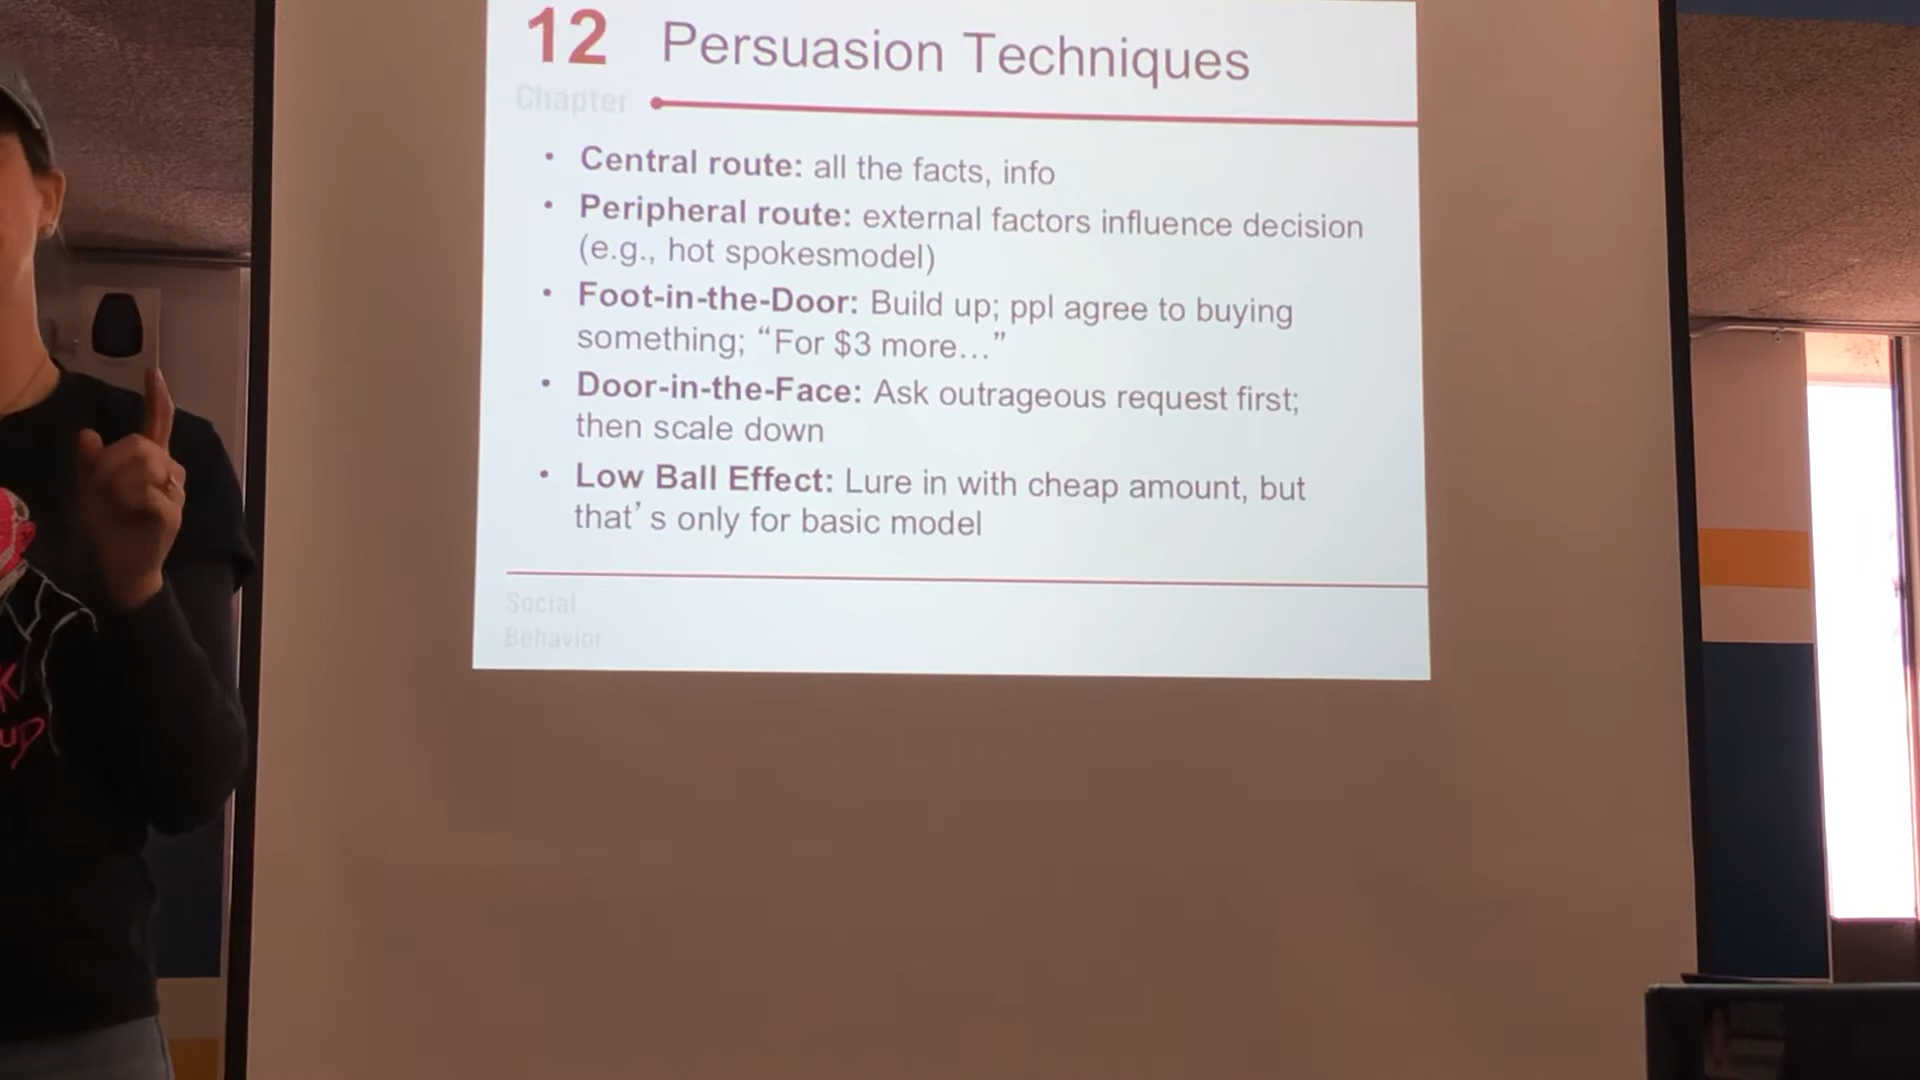 12 Persuasion Techniques
Chapter
• Central route: all the facts, info
• Peripheral route: external factors influence decision
(e.g., hot spokesmodel)
• Foot-in-the-Door: Build up; ppl agree to buying
something; “For $3 more…”
• Door-in-the-Face: Ask outrageous request first;
then scale down
• Low Ball Effect: Lure in with cheap amount, but
that’s only for basic model
Social
Behavior